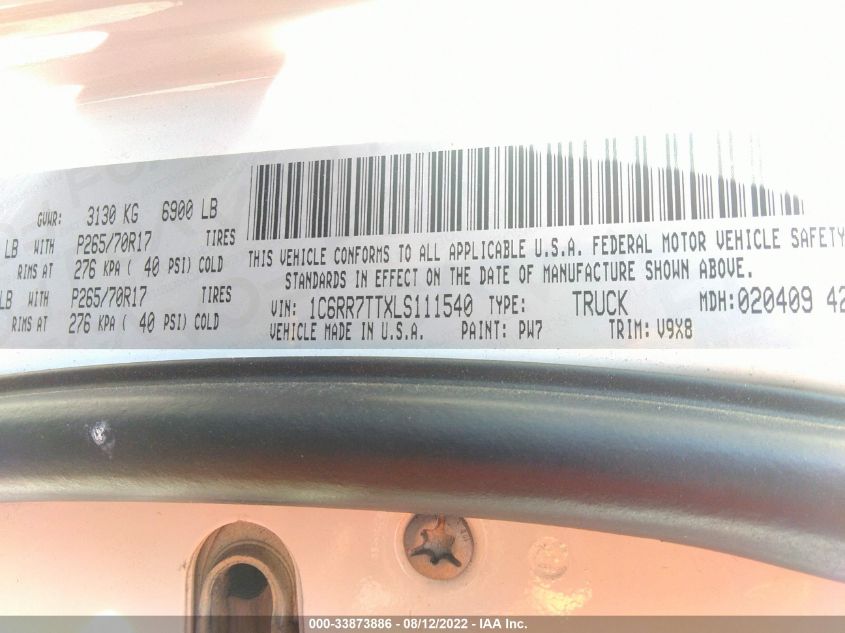 GVWR: 3130 KG 6900 LB
LB WITH P265/70R17 TIRES
RIMS AT 276 KPA ( 40 PSI) COLD
LB WITH P265/70R17 TIRES
RIMS AT 276 KPA ( 40 PSI) COLD
THIS VEHICLE CONFORMS TO ALL APPLICABLE U.S.A. FEDERAL MOTOR VEHICLE SAFETY
STANDARDS IN EFFECT ON THE DATE OF MANUFACTURE SHOWN ABOVE.
VIN: 1C6RR7TTXLS111540 TYPE: TRUCK MDH:020409 42
VEHICLE MADE IN U.S.A. PAINT: PW7 TRIM: V9X8
000-33873886 - 08/12/2022 - IAA Inc.